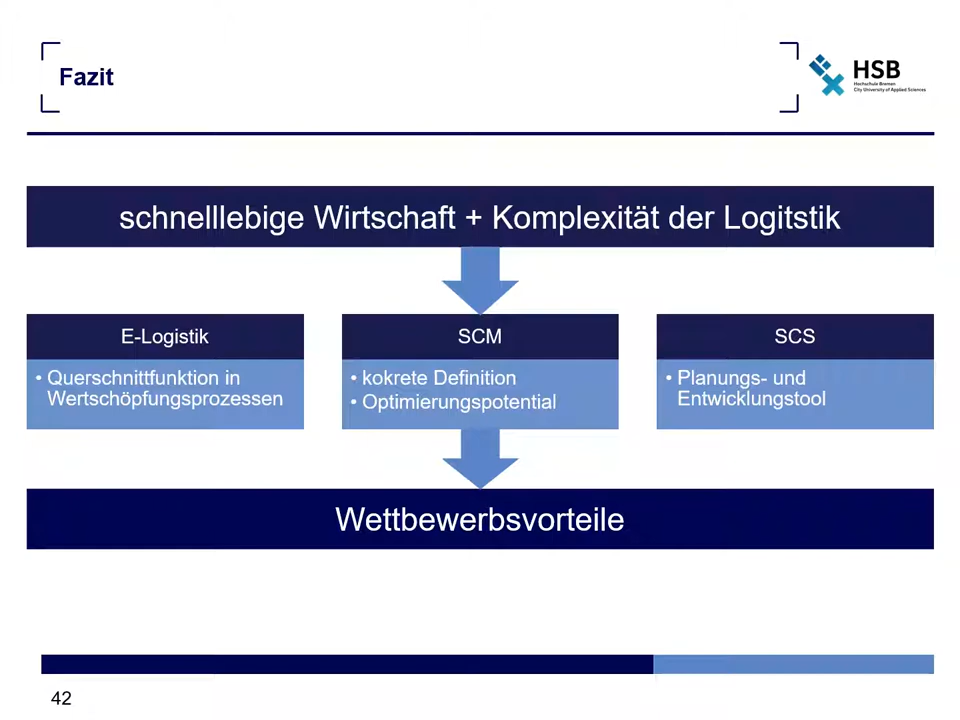 Fazit
HSB
Hochschule Bremen
City University of Applied Sciences
schnelllebige Wirtschaft + Komplexität der Logitstik
E-Logistik
• Querschnittfunktion in
Wertschöpfungsprozessen
SCM
• kokrete Definition
• Optimierungspotential
SCS
• Planungs- und
Entwicklungstool
Wettbewerbsvorteile
42